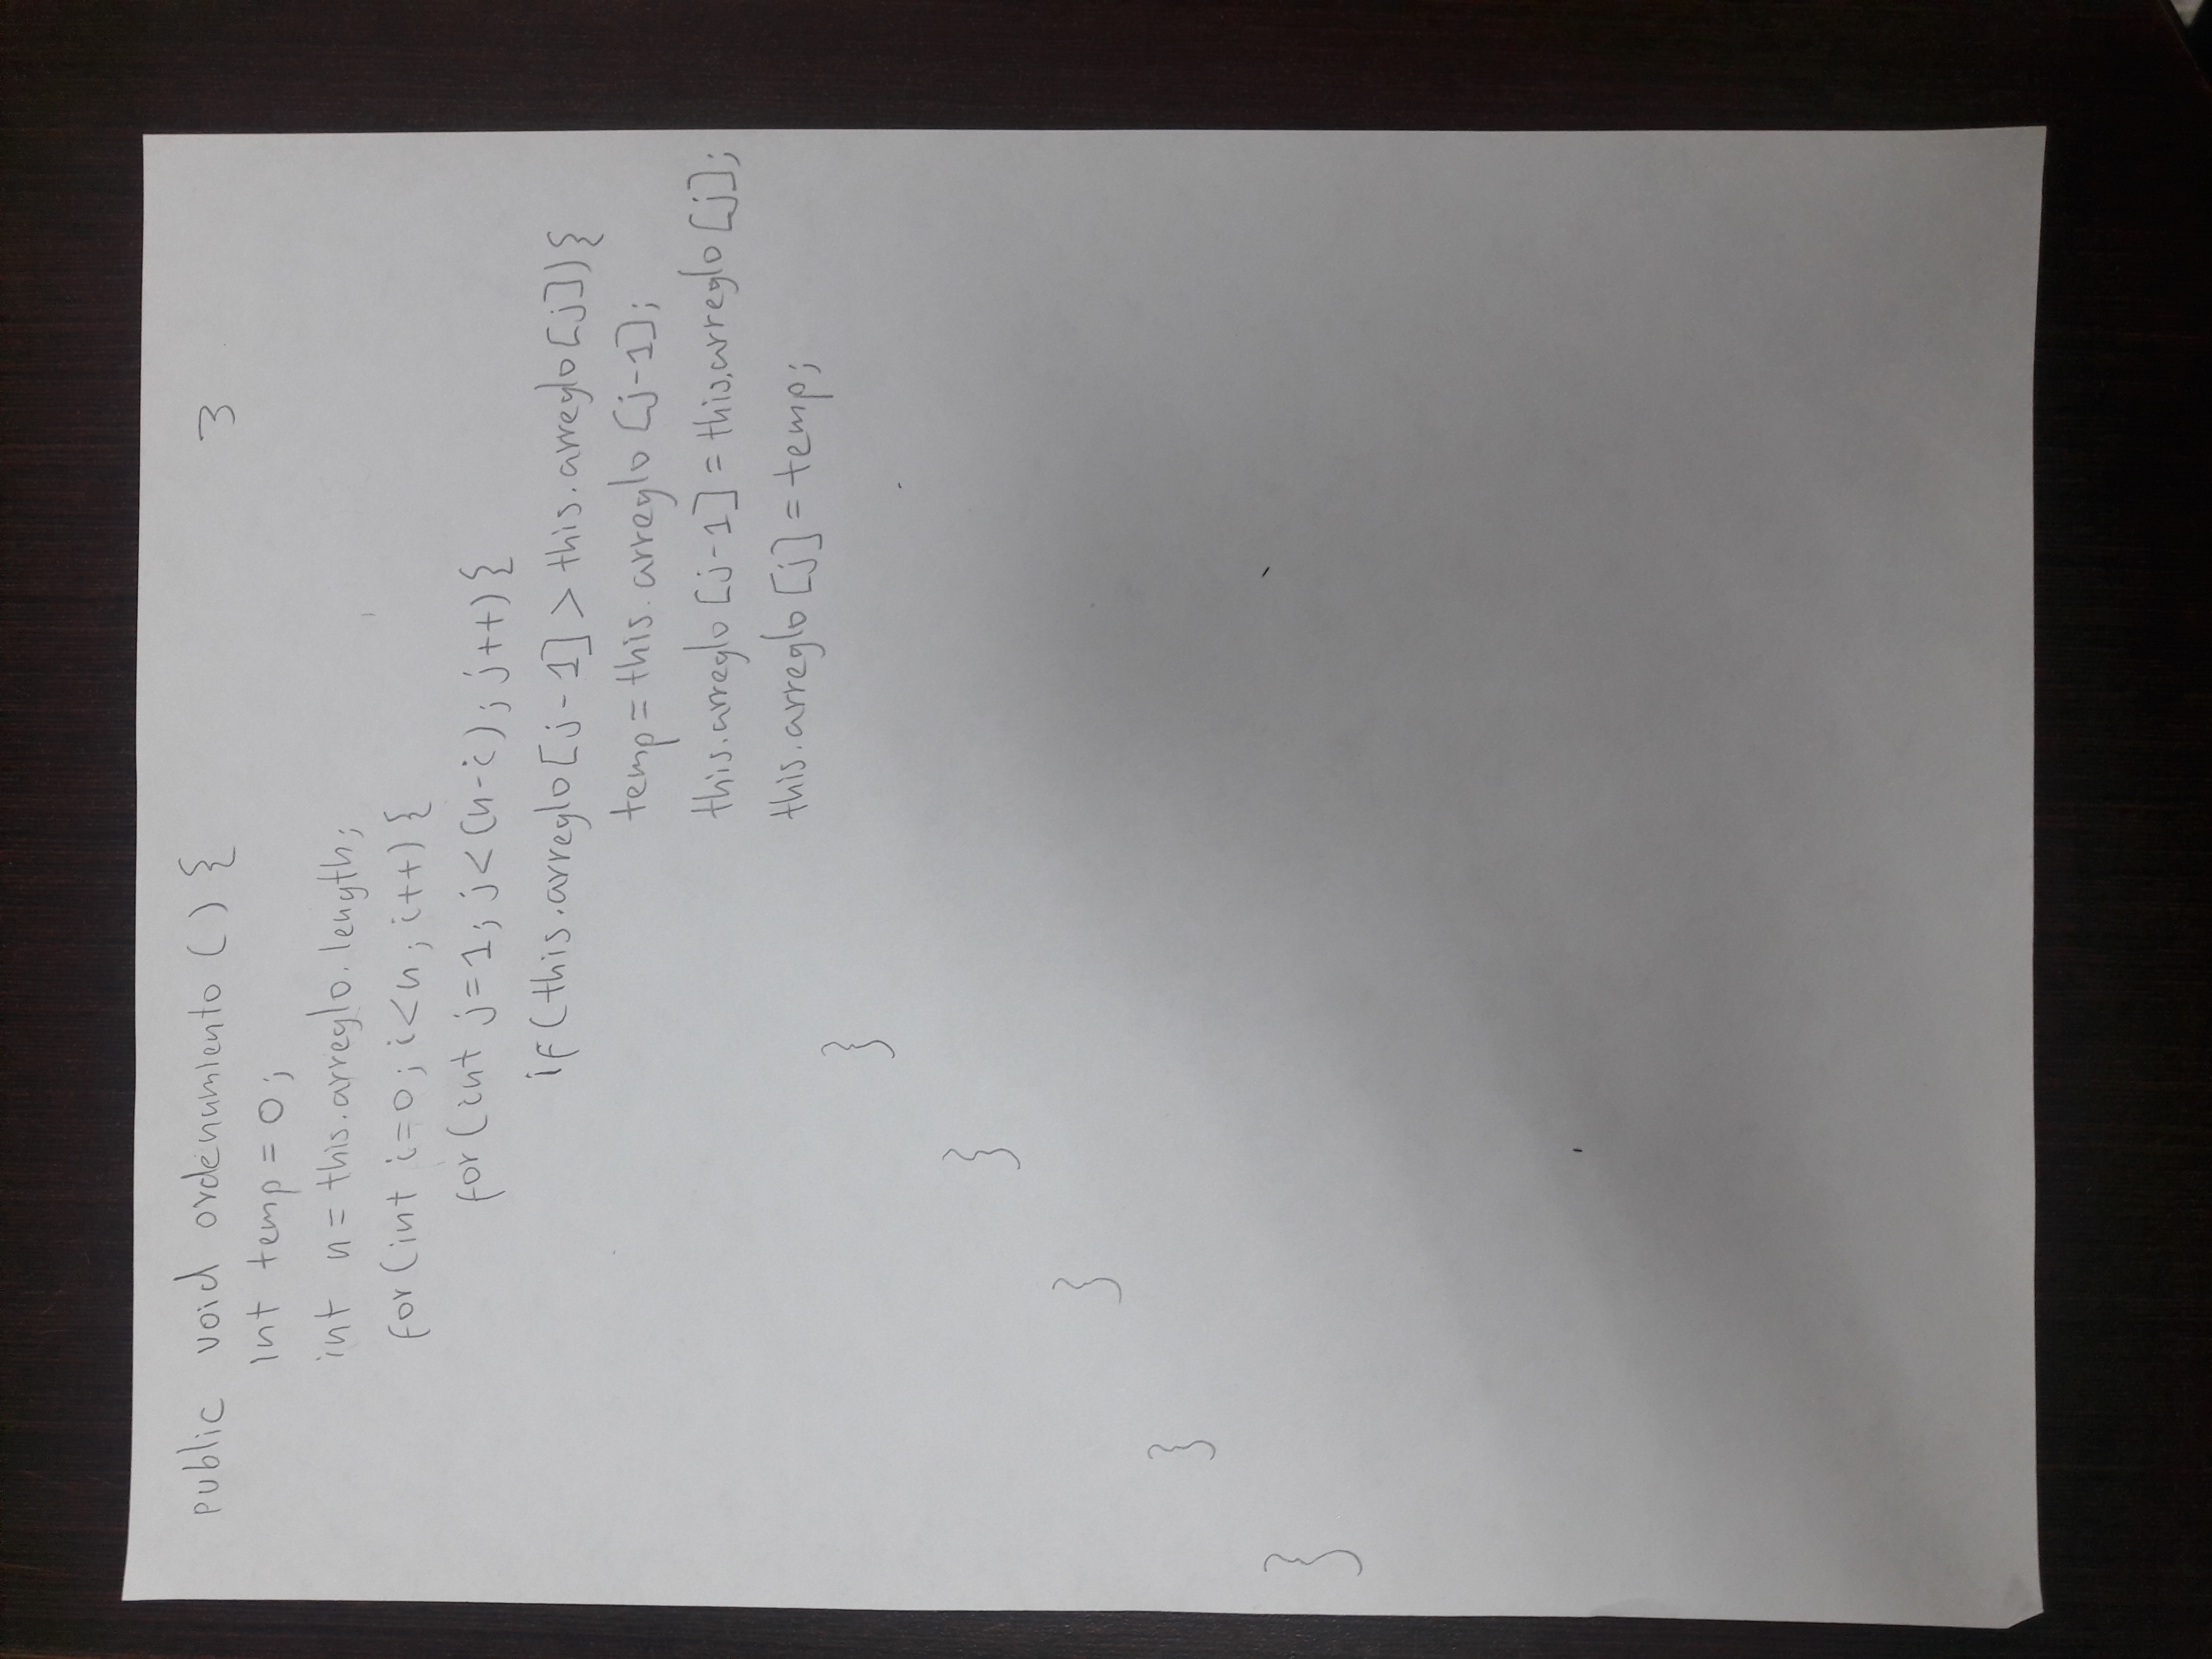 public void ordenamiento () { 3
int temp = 0;
int n = this.arreglo.length;
for (int i=0; i<n; i++) {
for (int j=1; j<(n-i); j++) {
if (this.arreglo[j-1] > this.arreglo[j]) {
temp = this.arreglo [j-1];
this.arreglo [j-1] = this.arreglo [j];
this.arreglo [j] = temp;
}
}
}
}
}